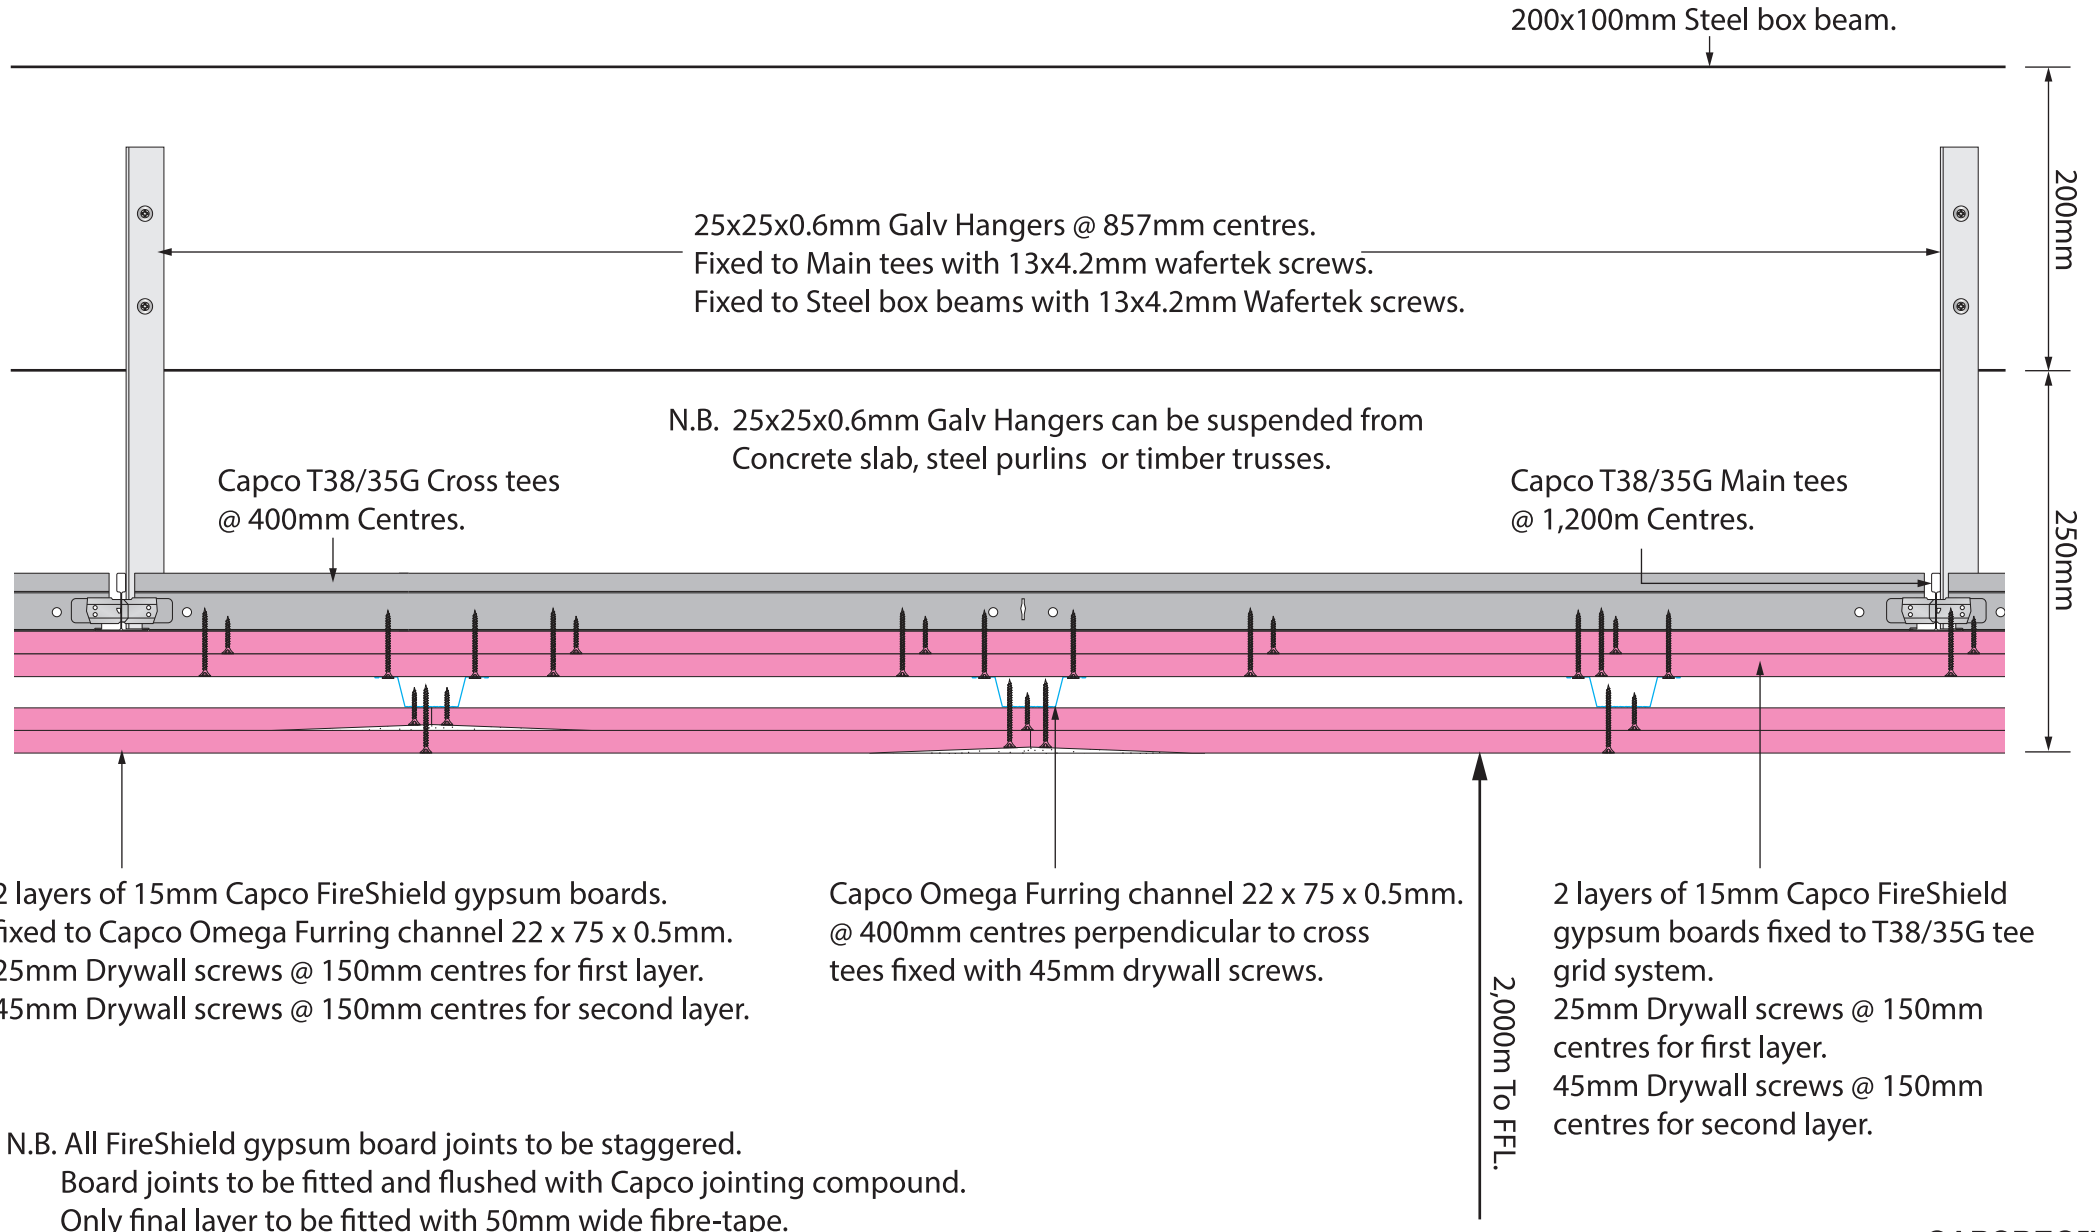 200x100mm Steel box beam.
200mm
25x25x0.6mm Galv Hangers @ 857mm centres.
Fixed to Main tees with 13x4.2mm wafertek screws.
Fixed to Steel box beams with 13x4.2mm Wafertek screws.
N.B. 25x25x0.6mm Galv Hangers can be suspended from
Concrete slab, steel purlins or timber trusses.
Capco T38/35G Cross tees
@ 400mm Centres.
Capco T38/35G Main tees
@ 1,200m Centres.
250mm
2 layers of 15mm Capco FireShield gypsum boards.
fixed to Capco Omega Furring channel 22 x 75 x 0.5mm.
25mm Drywall screws @ 150mm centres for first layer.
45mm Drywall screws @ 150mm centres for second layer.
Capco Omega Furring channel 22 x 75 x 0.5mm.
@ 400mm centres perpendicular to cross
tees fixed with 45mm drywall screws.
2,000m To FFL.
2 layers of 15mm Capco FireShield
gypsum boards fixed to T38/35G tee
grid system.
25mm Drywall screws @ 150mm
centres for first layer.
45mm Drywall screws @ 150mm
centres for second layer.
N.B. All FireShield gypsum board joints to be staggered.
Board joints to be fitted and flushed with Capco jointing compound.
Only final layer to be fitted with 50mm wide fibre-tape.